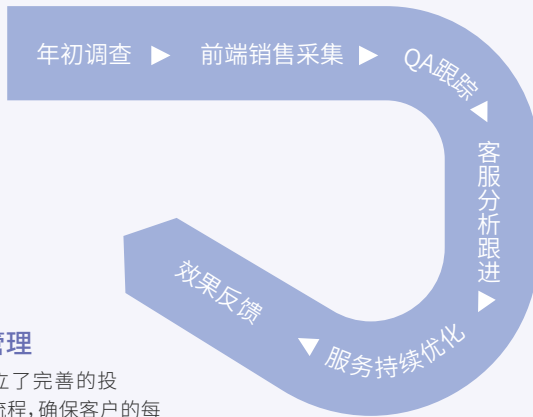 年初调查
前端销售采集
QA跟踪
客服分析跟进
服务持续优化
效果反馈
管理
立了完善的投
流程，确保客户的每